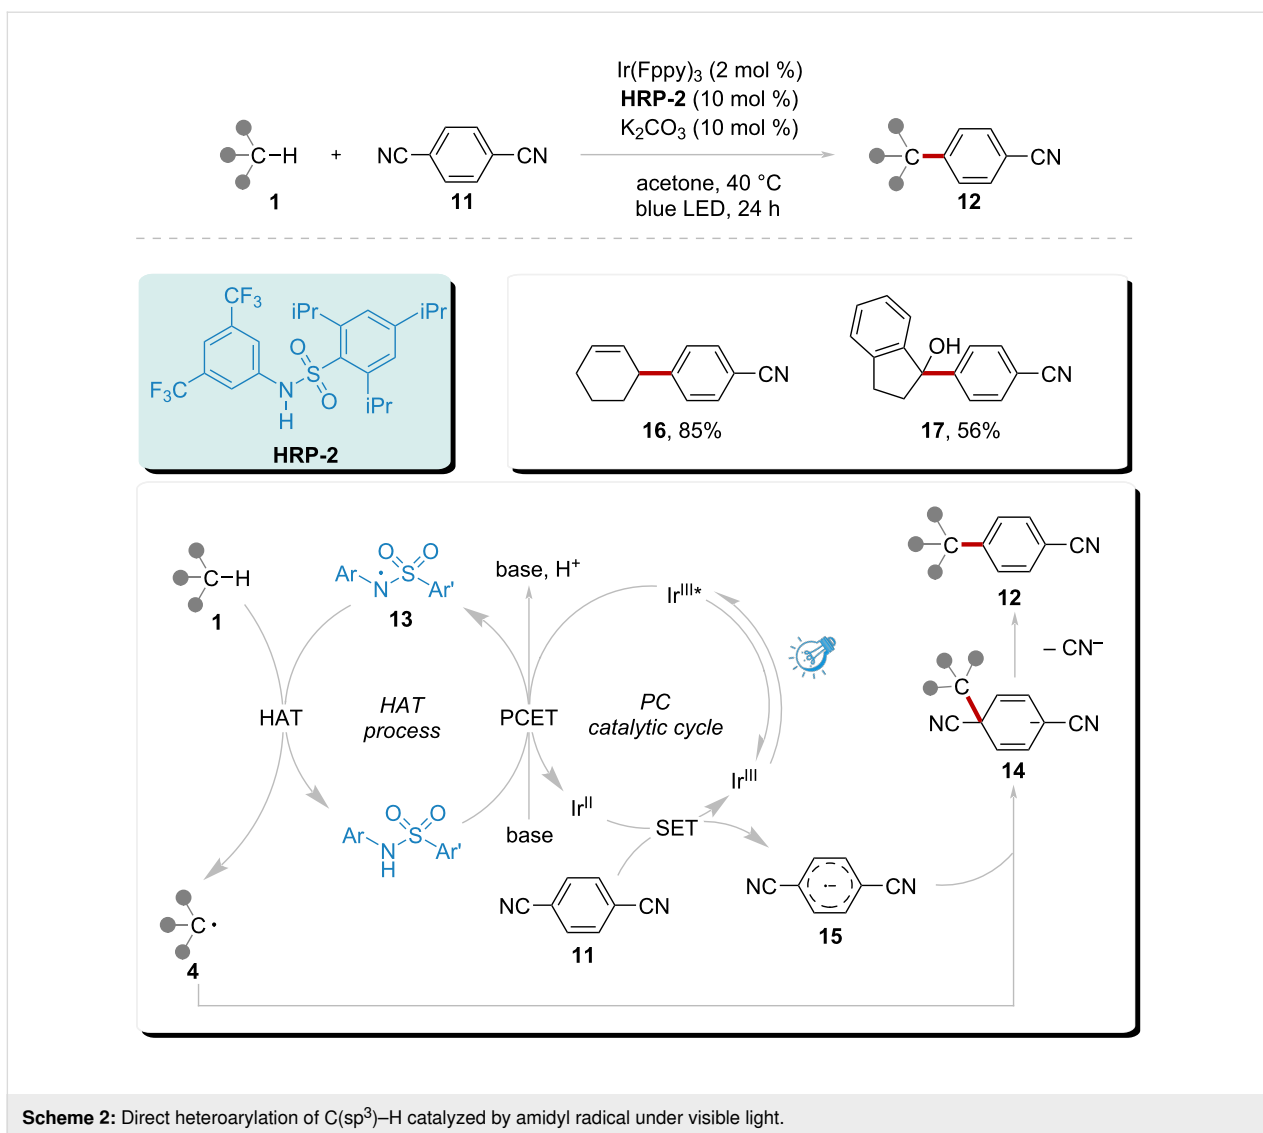 Ir(Fppy)₃ (2 mol %)
HRP-2 (10 mol %)
K₂CO₃ (10 mol %)
C–H
+
NC
CN
C
CN
acetone, 40 °C
blue LED, 24 h
1
11
12
CF₃
F₃C
iPr
iPr
iPr
O
S
O
N
H
HRP-2
CN
16, 85%
OH
CN
17, 56%
C–H
1
Ar
N
·
O
O
S
Ar'
13
base, H⁺
Irᴵᴵᴵ*
C
CN
12
– CN⁻
HAT
HAT
process
PCET
PC
catalytic cycle
C
NC
–
CN
14
Irᴵᴵᴵ
Irᴵᴵ
SET
base
Ar
N
H
O
O
S
Ar'
NC
CN
11
NC
·–
CN
15
C·
4
Scheme 2: Direct heteroarylation of C(sp³)–H catalyzed by amidyl radical under visible light.